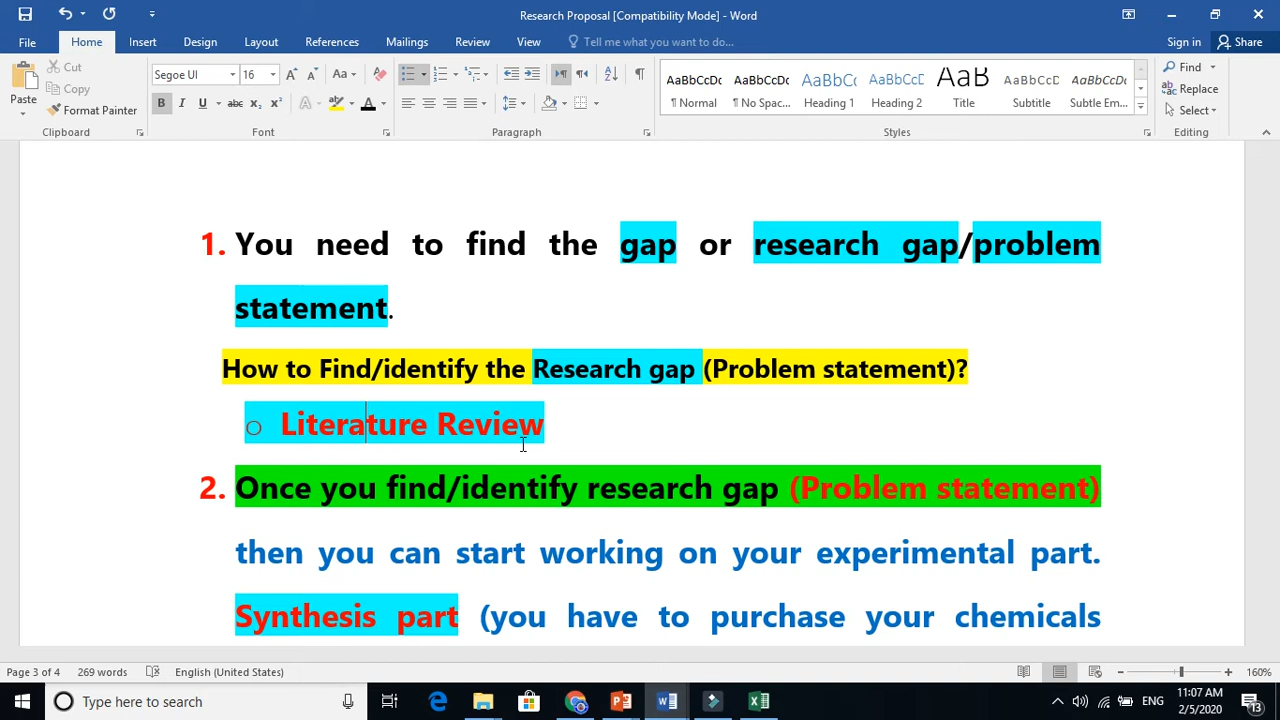 Research Proposal [Compatibility Mode] - Word
File Home Insert Design Layout References Mailings Review View Tell me what you want to do... Sign in Share
Paste Cut Copy Format Painter Clipboard
Segoe UI 16 Font
Paragraph
AaBbCcDc AaBbCcDc AaBbC AaBbCcD AaB AaBbCcD AaBbCcD
¶ Normal ¶ No Spac... Heading 1 Heading 2 Title Subtitle Subtle Em...
Styles
Find Replace Select Editing
1. You need to find the gap or research gap/problem
statement.
How to Find/identify the Research gap (Problem statement)?
o Literature Review
2. Once you find/identify research gap (Problem statement)
then you can start working on your experimental part.
Synthesis part (you have to purchase your chemicals
Page 3 of 4 269 words English (United States) 160%
Type here to search ENG 11:07 AM
2/5/2020 13